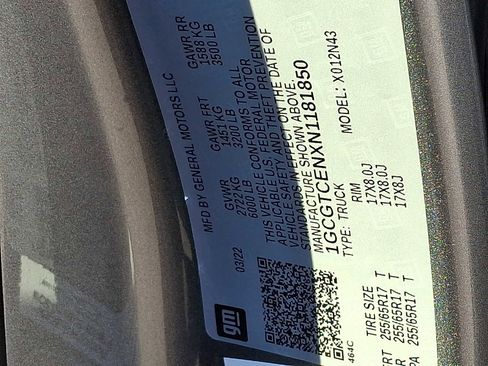 gm
MFD BY GENERAL MOTORS LLC
03/22 GVWR GAWR FRT GAWR RR
2722 KG 1451 KG 1588 KG
6000 LB 3200 LB 3500 LB
THIS VEHICLE CONFORMS TO ALL
APPLICABLE U.S. FEDERAL MOTOR
VEHICLE SAFETY, AND THEFT PREVENTION
STANDARDS IN EFFECT ON THE DATE OF
MANUFACTURE SHOWN ABOVE.
1GCGTCENXN1181850
TYPE: TRUCK MODEL: X012N43
464C
TIRE SIZE RIM
FRT 255/65R17 T 17X8.0J
RR 255/65R17 T 17X8.0J
PA 255/65R17 T 17X8J